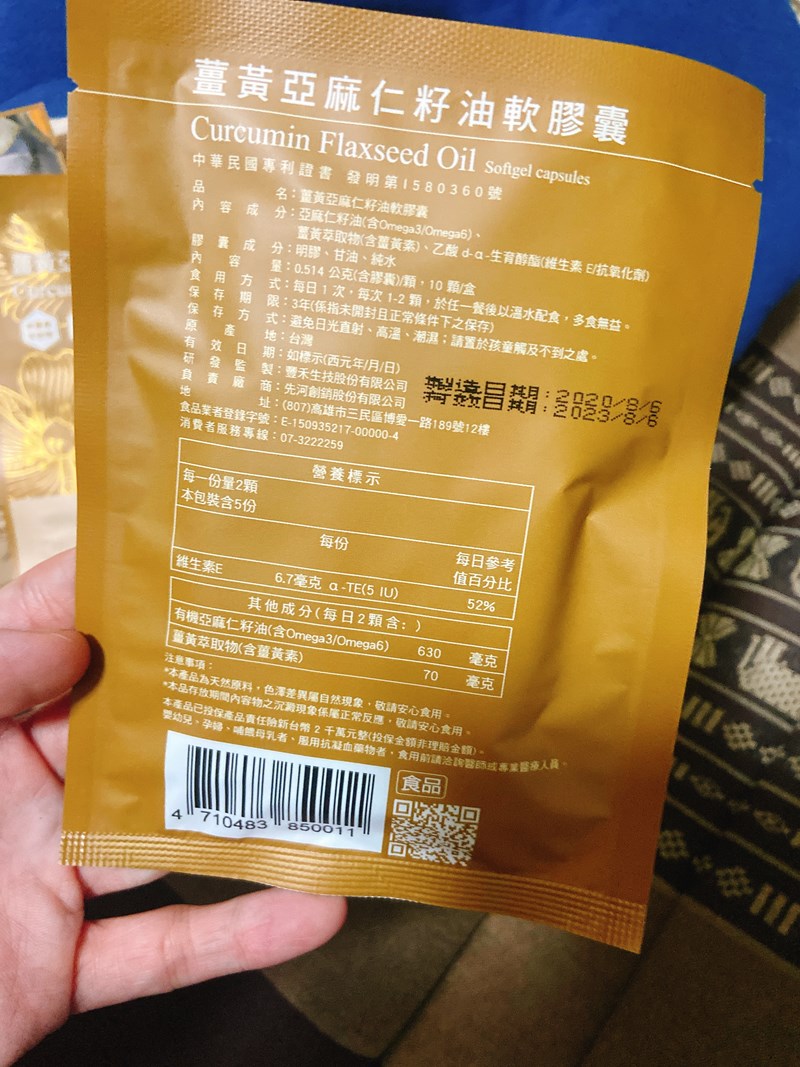 薑黃亞麻仁籽油軟膠囊
Curcumin Flaxseed Oil Softgel capsules
中華民國專利證書 發明第I580360號
品名：薑黃亞麻仁籽油軟膠囊
內容成分：亞麻仁籽油(含Omega3/Omega6)、
薑黃萃取物(含薑黃素)、乙酸 d-α-生育醇酯(維生素 E/抗氧化劑)
膠囊成分：明膠、甘油、純水
內容量：0.514 公克(含膠囊)/顆，10 顆/盒
食用方式：每日 1 次，每次 1-2 顆，於任一餐後以溫水配食，多食無益。
保存期限：3年(係指未開封且正常條件下之保存)
保存方式：避免日光直射、高溫、潮濕；請置於孩童觸及不到之處。
原產地：台灣
有效日期：如標示(西元年/月/日)
研發監製：豐禾生技股份有限公司
製造日期：2020/8/6
負責廠商：先河創銷股份有限公司
有效日期：2023/8/6
地址：(807)高雄市三民區博愛一路189號12樓
食品業者登錄字號：E-150935217-00000-4
消費者服務專線：07-3222259
營養標示
每一份量2顆
本包裝含5份
每份 每日參考值百分比
維生素E 6.7毫克 α-TE(5 IU) 52%
其他成分(每日2顆含：)
有機亞麻仁籽油(含Omega3/Omega6) 630 毫克
薑黃萃取物(含薑黃素) 70 毫克
注意事項：
*本產品為天然原料，色澤差異屬自然現象，敬請安心食用。
*本品存放期間內容物之沉澱現象係屬正常反應，敬請安心食用。
本產品已投保產品責任險新台幣 2 千萬元整(投保金額非理賠金額)。
嬰幼兒、孕婦、哺餵母乳者、服用抗凝血藥物者，食用前請洽詢醫師或專業醫療人員。
食品
4 710483 850011